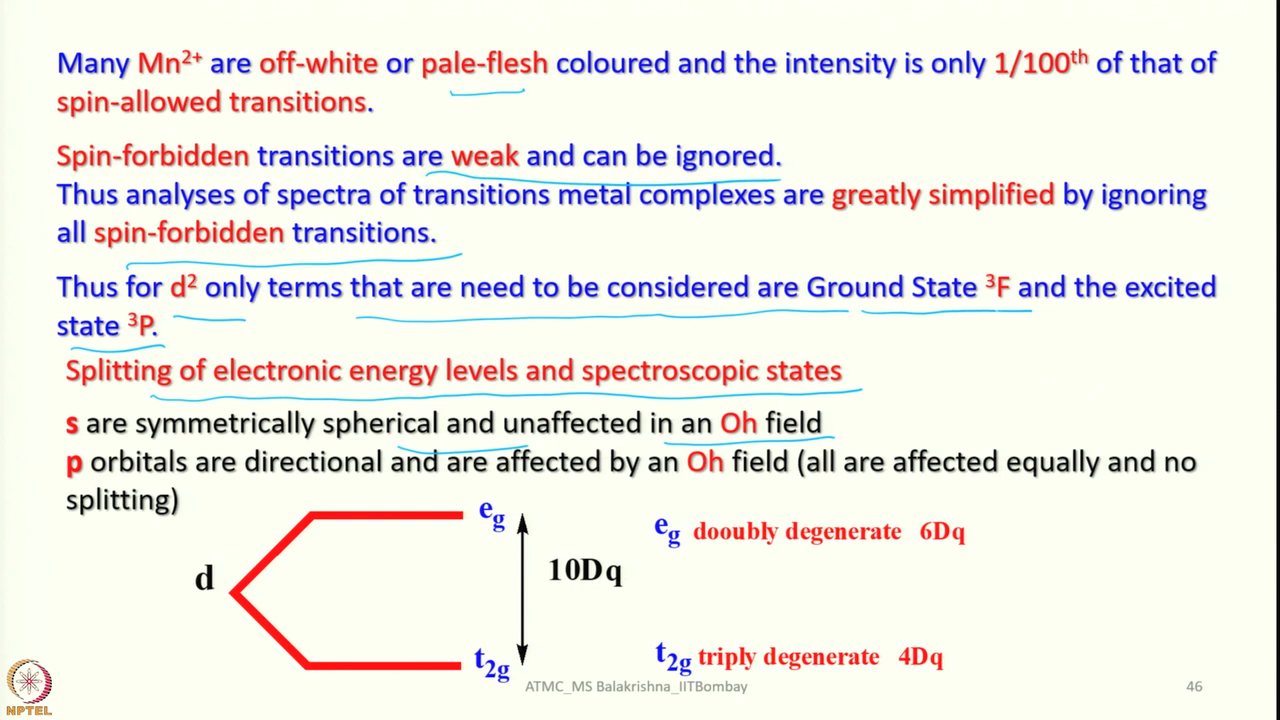 Many Mn²⁺ are off-white or pale-flesh coloured and the intensity is only 1/100ᵗʰ of that of
spin-allowed transitions.
Spin-forbidden transitions are weak and can be ignored.
Thus analyses of spectra of transitions metal complexes are greatly simplified by ignoring
all spin-forbidden transitions.
Thus for d² only terms that are need to be considered are Ground State ³F and the excited
state ³P.
Splitting of electronic energy levels and spectroscopic states
s are symmetrically spherical and unaffected in an Oh field
p orbitals are directional and are affected by an Oh field (all are affected equally and no
splitting)
e_g
e_g dooubly degenerate 6Dq
d
10Dq
t_2g
t_2g triply degenerate 4Dq
ATMC_MS Balakrishna_IITBombay
46
NPTEL